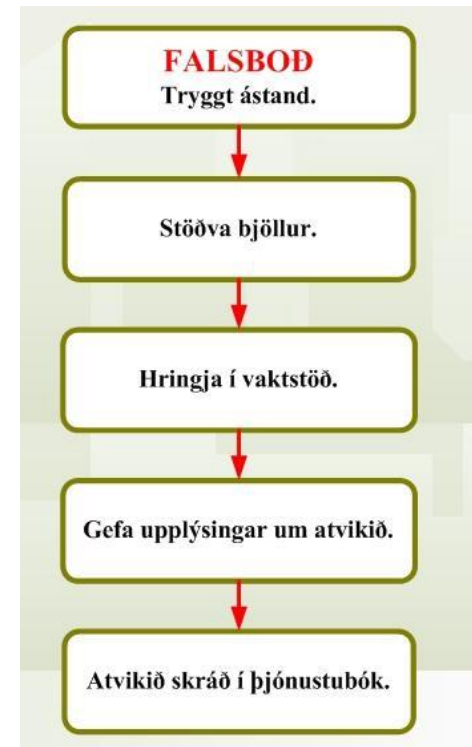 FALSBOÐ
Tryggt ástand.
Stöðva bjöllur.
Hringja í vaktstöð.
Gefa upplýsingar um atvikið.
Atvikið skráð í þjónustubók.